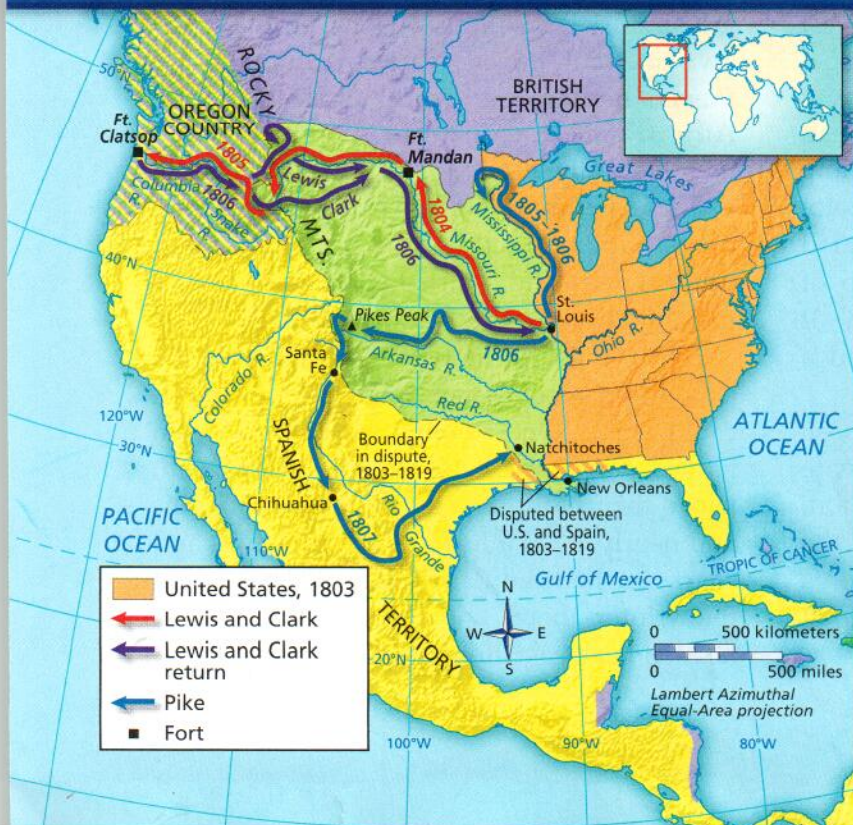 50°N
ROCKY
MTS.
BRITISH
TERRITORY
OREGON
COUNTRY
Ft.
Clatsop
1805
Ft.
Mandan
Great Lakes
Lewis
Clark
Columbia
R.
1806
Snake
R.
1804
1806
Missouri R.
Mississippi R.
1805-1806
40°N
St.
Louis
Pikes Peak
Ohio R.
Santa
Fe
Arkansas R.
1806
Colorado R.
Red R.
120°W
30°N
SPANISH
TERRITORY
Boundary
in dispute,
1803–1819
Natchitoches
ATLANTIC
OCEAN
New Orleans
Chihuahua
1807
Rio
Grande
Disputed between
U.S. and Spain,
1803–1819
PACIFIC
OCEAN
110°W
Gulf of Mexico
TROPIC OF CANCER
United States, 1803
Lewis and Clark
Lewis and Clark
return
Pike
Fort
N
W
E
S
0 500 kilometers
0 500 miles
Lambert Azimuthal
Equal-Area projection
20°N
100°W
90°W
80°W